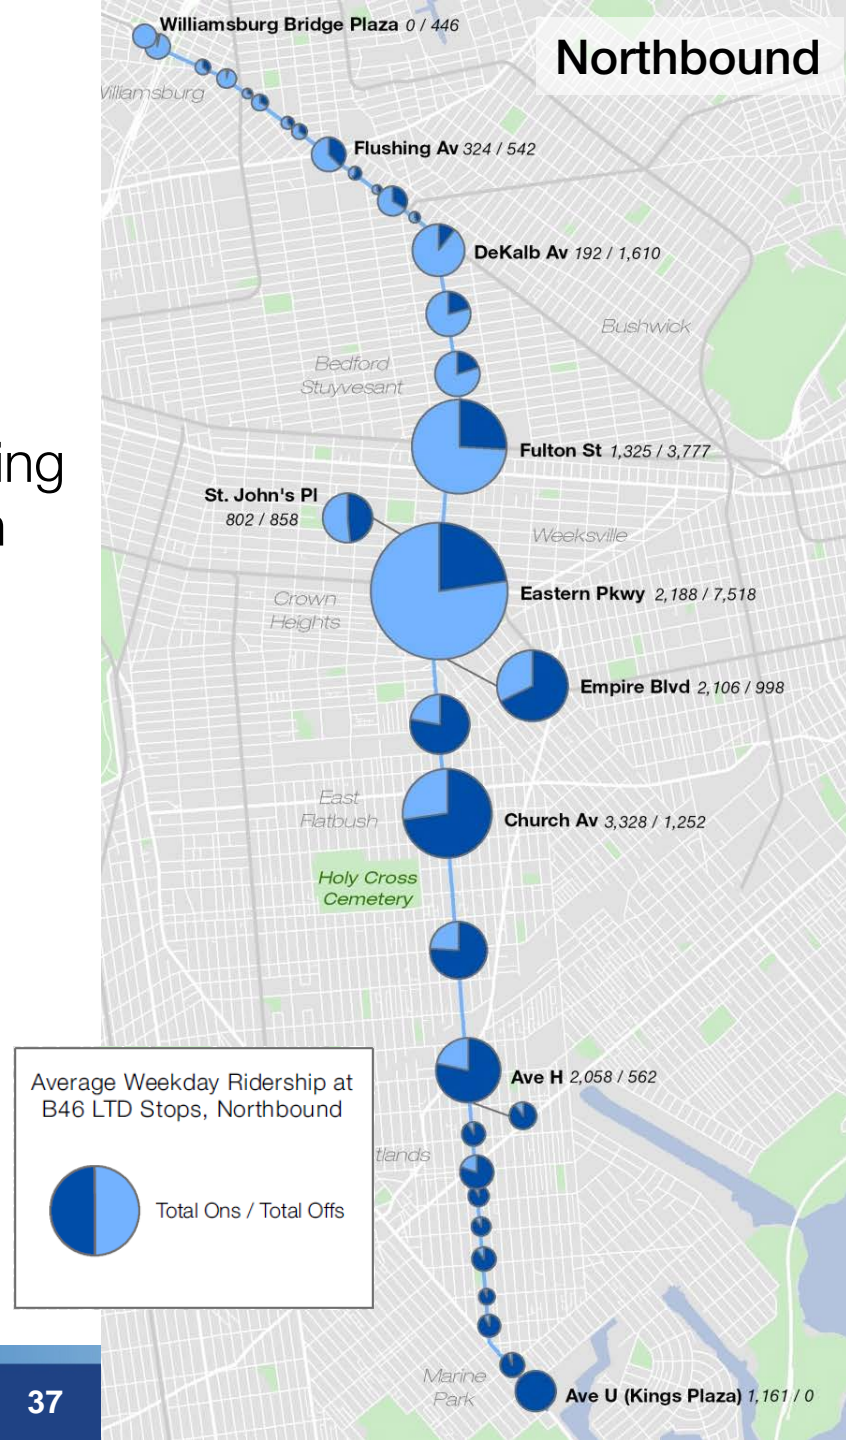 Williamsburg Bridge Plaza 0 / 446
Northbound
Williamsburg
Flushing Av 324 / 542
DeKalb Av 192 / 1,610
Bushwick
Bedford
Stuyvesant
ing
Fulton St 1,325 / 3,777
St. John's Pl
802 / 858
Weeksville
Eastern Pkwy 2,188 / 7,518
Crown
Heights
Empire Blvd 2,106 / 998
East
Flatbush
Church Av 3,328 / 1,252
Holy Cross
Cemetery
Average Weekday Ridership at
B46 LTD Stops, Northbound
Total Ons / Total Offs
Ave H 2,058 / 562
tlands
Marine
Park
Ave U (Kings Plaza) 1,161 / 0
37